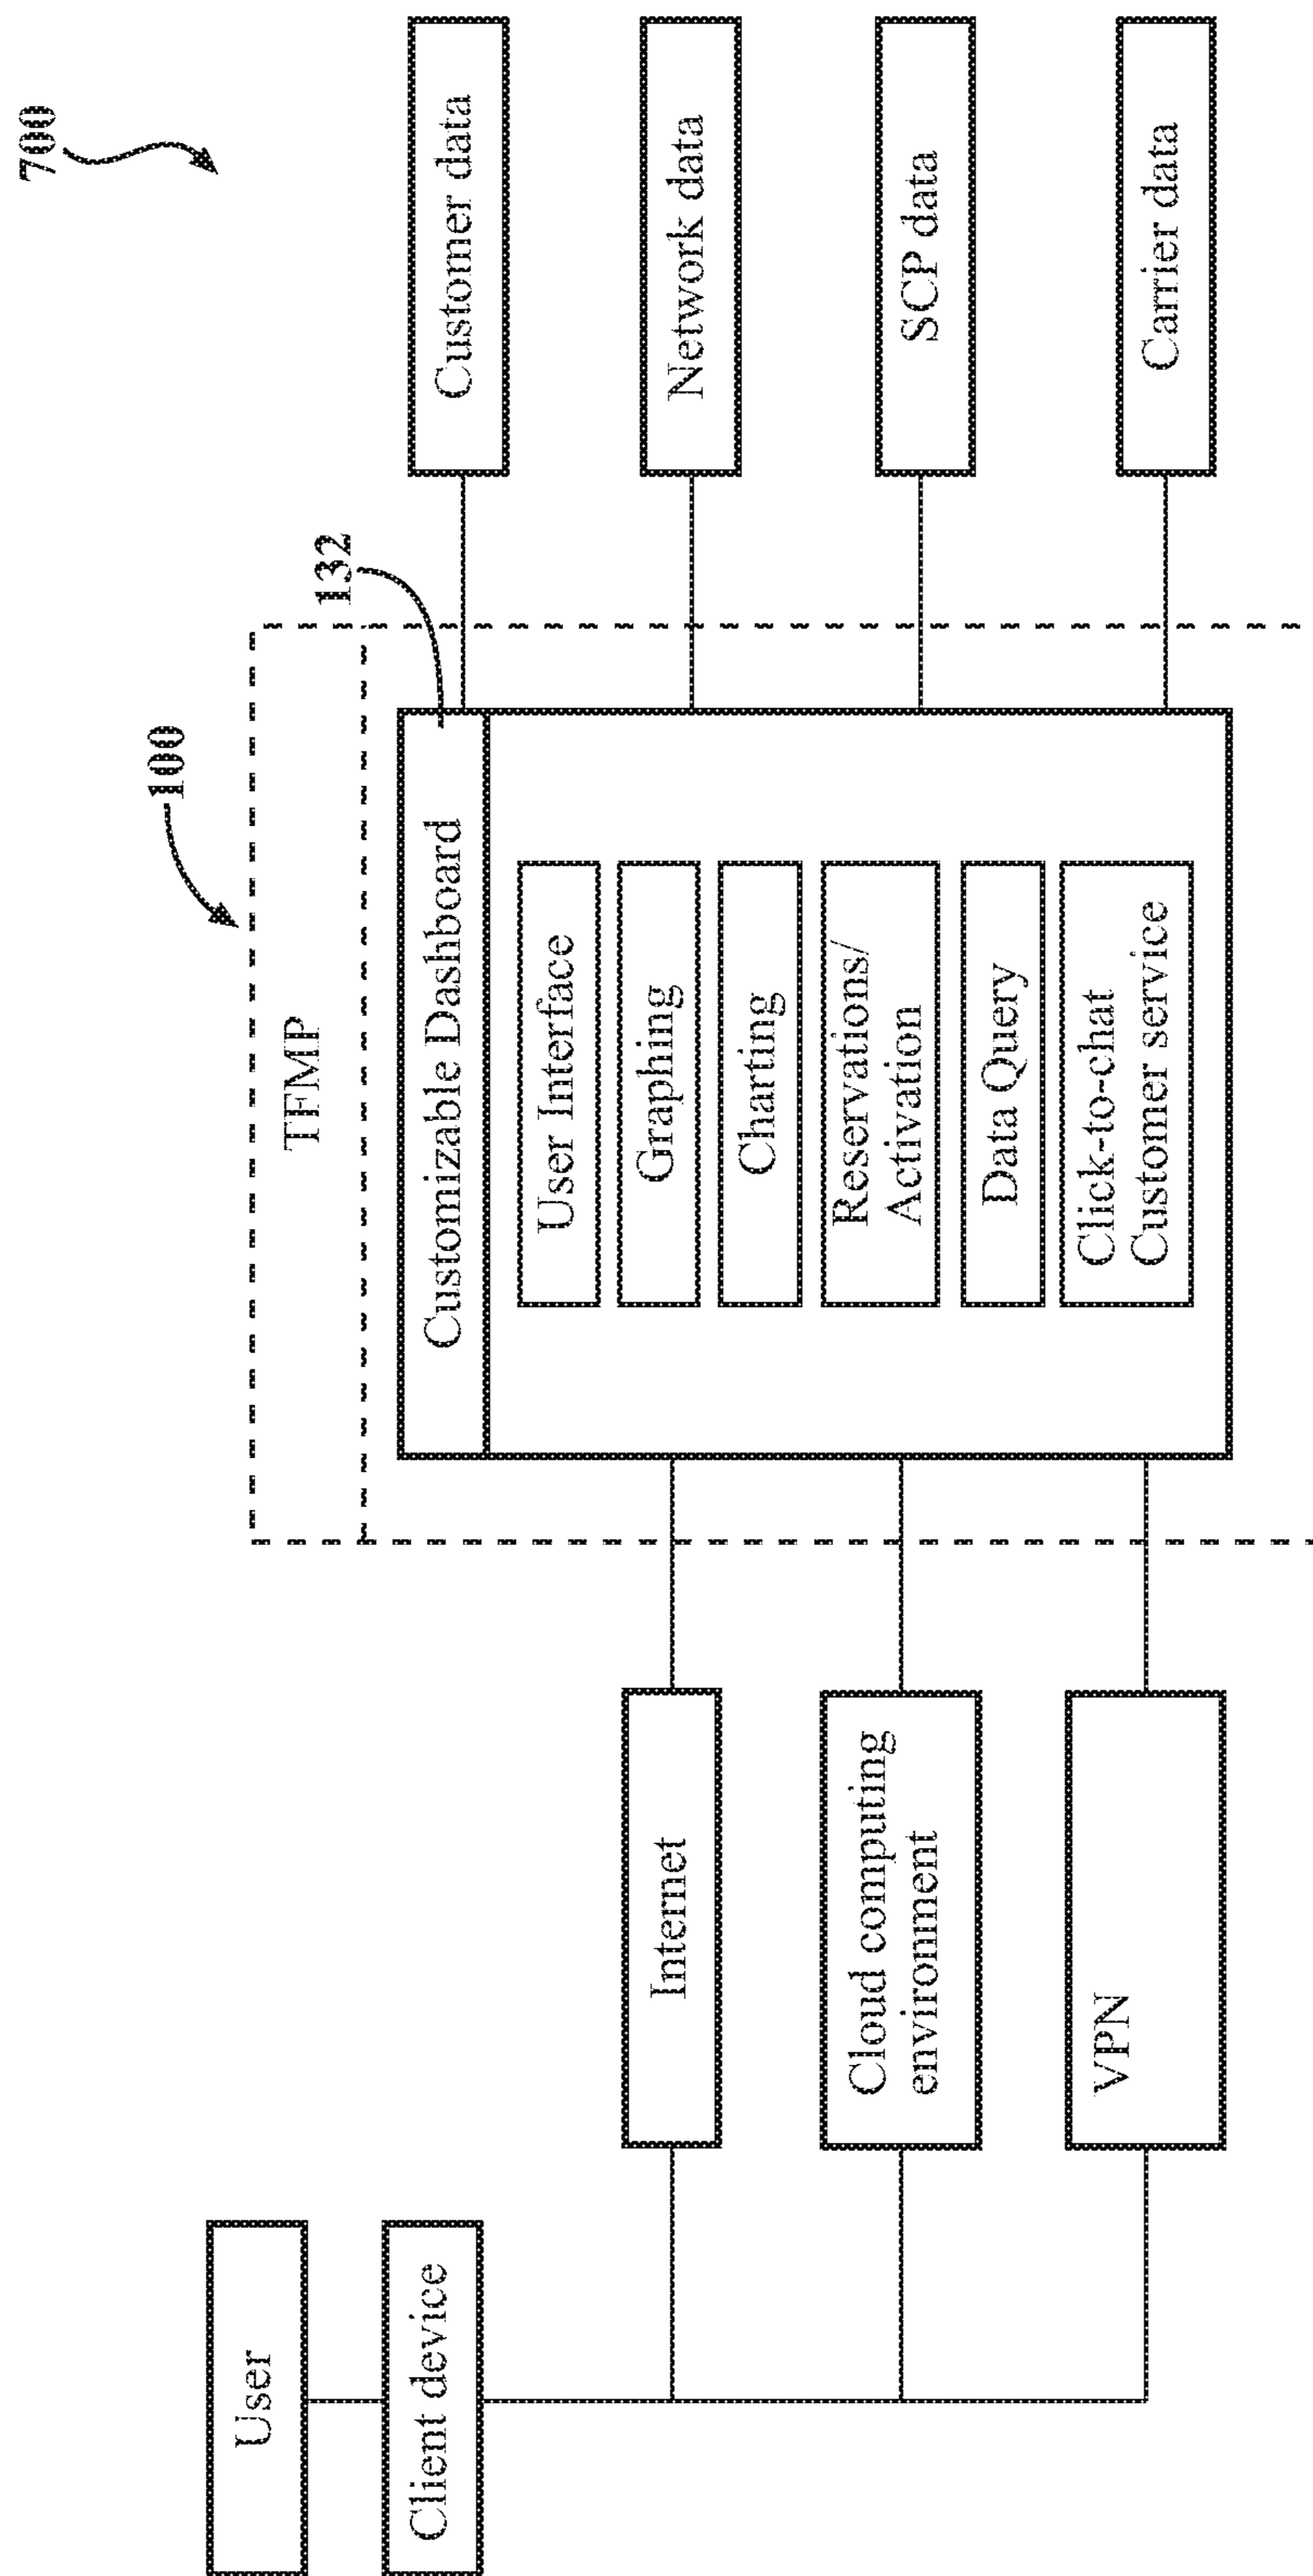 700
100
132
User
Client device
Internet
Cloud computing
environment
VPN
TFMP
Customizable Dashboard
User Interface
Graphing
Charting
Reservations/
Activation
Data Query
Click-to-chat
Customer service
Customer data
Network data
SCP data
Carrier data